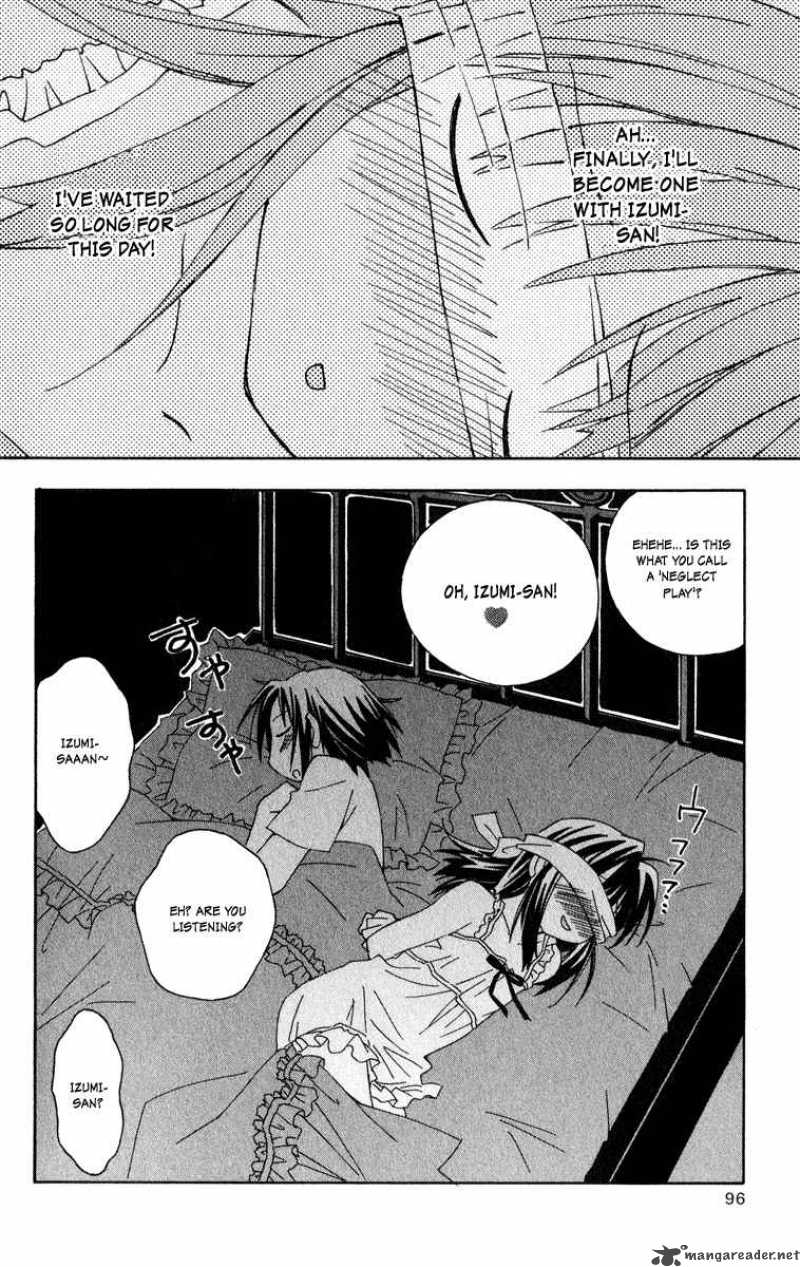 AH...
FINALLY, I'LL
BECOME ONE
WITH IZUMI-
SAN!
I'VE WAITED
SO LONG FOR
THIS DAY!
EHEHE... IS THIS
WHAT YOU CALL
A 'NEGLECT
PLAY'?
OH, IZUMI-SAN!
すやすや
ウフフフ...
IZUMI-
SAAAN~
EH? ARE YOU
LISTENING?
IZUMI-
SAN?
96
mangareader.net